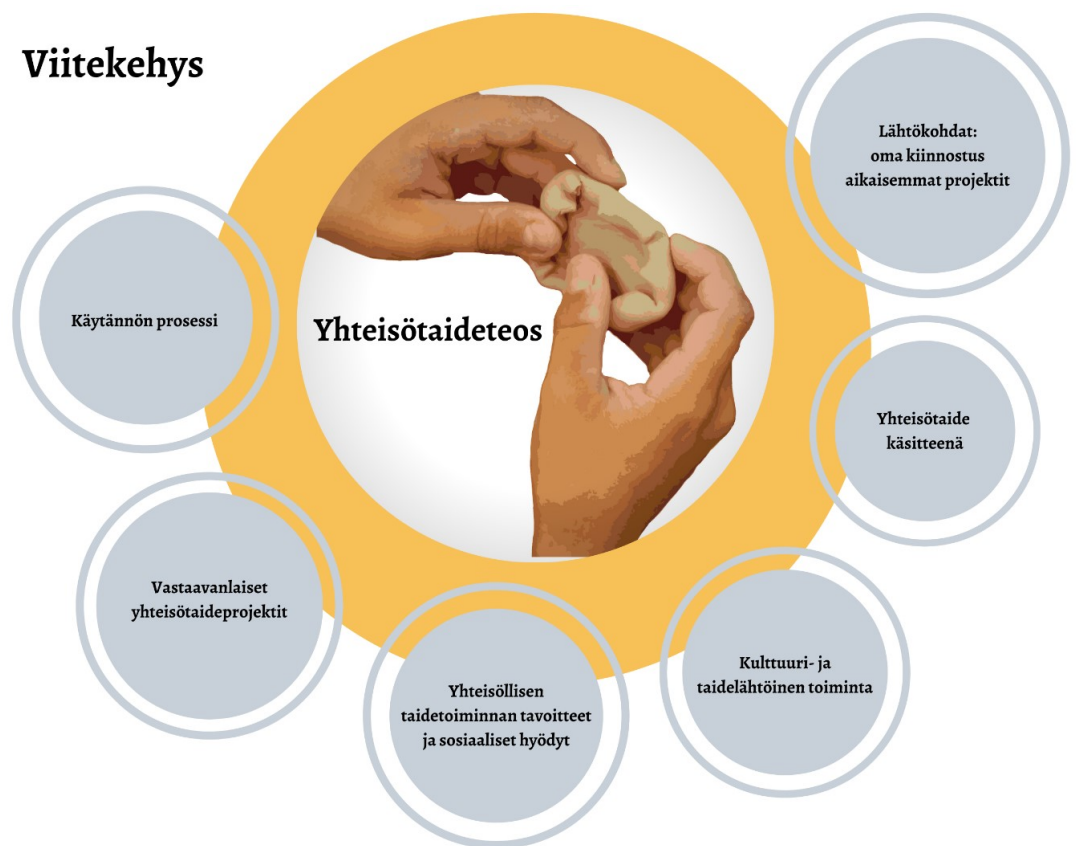 Viitekehys
Lähtökohdat:
oma kiinnostus
aikaisemmat projektit
Käytännön prosessi
Yhteisötaideteos
Yhteisötaide
käsitteenä
Vastaavanlaiset
yhteisötaideprojektit
Kulttuuri- ja
taidelähtöinen toiminta
Yhteisöllisen
taidetoiminnan tavoitteet
ja sosiaaliset hyödyt